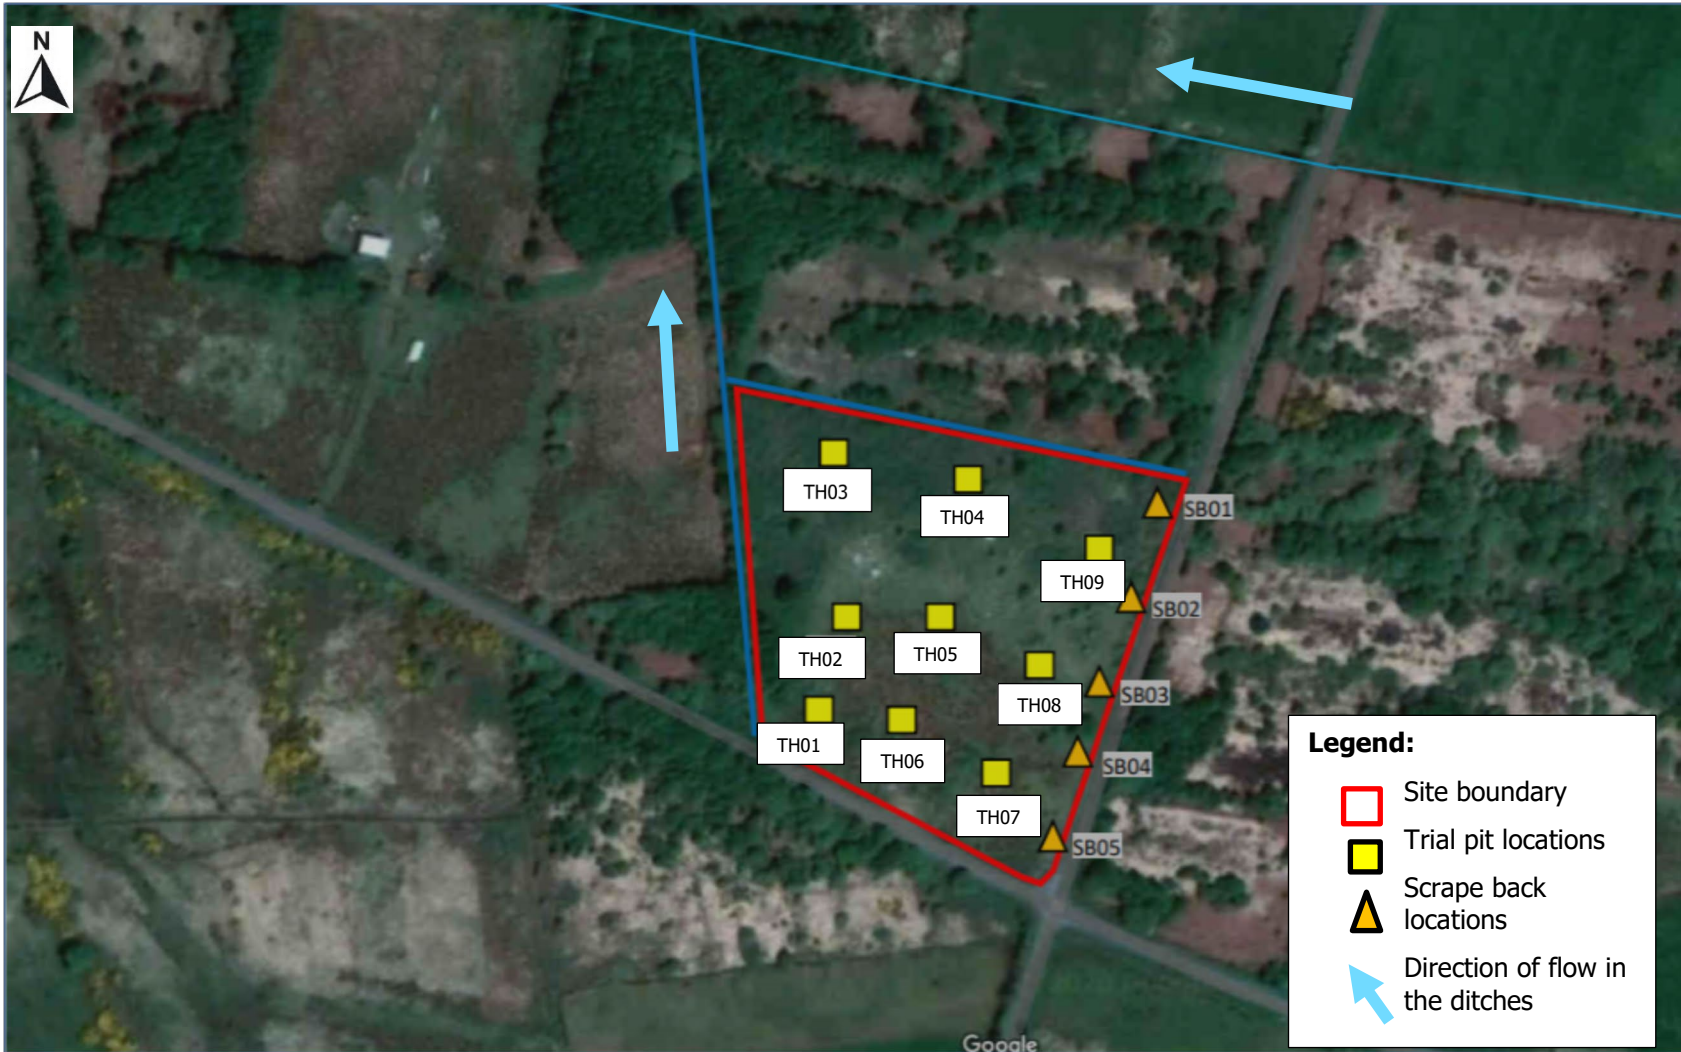 N
TH03
TH04
SB01
TH09
SB02
TH02
TH05
SB03
TH08
TH01
TH06
SB04
TH07
SB05
Legend:
Site boundary
Trial pit locations
Scrape back
locations
Direction of flow in
the ditches
Google